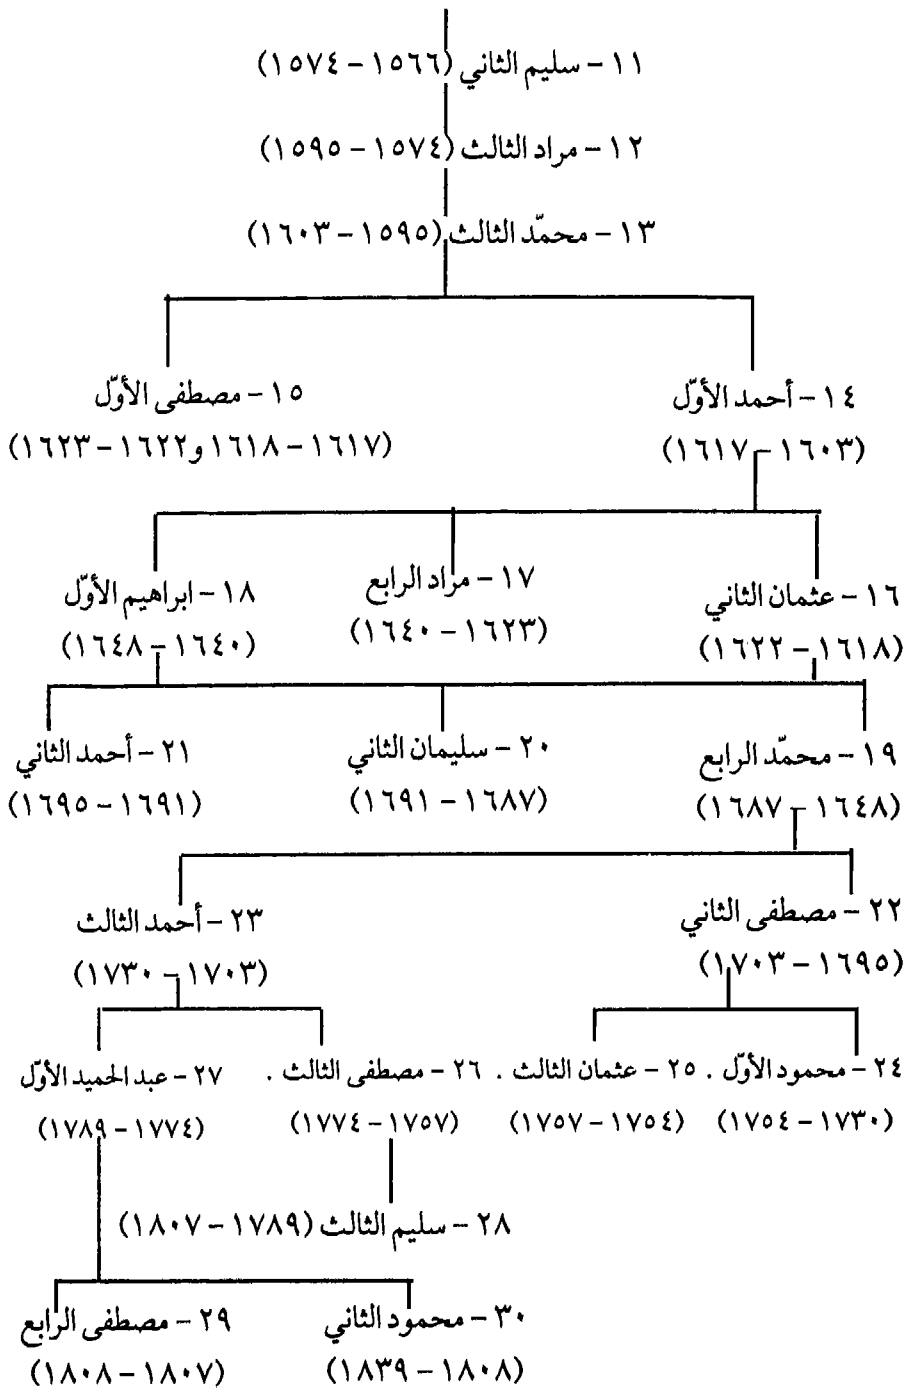 ١١ - سليم الثاني (١٥٦٦ - ١٥٧٤)
١٢ - مراد الثالث (١٥٧٤ - ١٥٩٥)
١٣ - محمّد الثالث (١٥٩٥ - ١٦٠٣)
١٤ - أحمد الأوّل ١٥ - مصطفى الأوّل
(١٦٠٣ - ١٦١٧) (١٦١٧ - ١٦١٨ و١٦٢٢ - ١٦٢٣)
١٦ - عثمان الثاني ١٧ - مراد الرابع ١٨ - ابراهيم الأوّل
(١٦١٨ - ١٦٢٢) (١٦٢٣ - ١٦٤٠) (١٦٤٠ - ١٦٤٨)
١٩ - محمّد الرابع ٢٠ - سليمان الثاني ٢١ - أحمد الثاني
(١٦٤٨ - ١٦٨٧) (١٦٨٧ - ١٦٩١) (١٦٩١ - ١٦٩٥)
٢٢ - مصطفى الثاني ٢٣ - أحمد الثالث
(١٦٩٥ - ١٧٠٣) (١٧٠٣ - ١٧٣٠)
٢٤ - محمود الأوّل . ٢٥ - عثمان الثالث . ٢٦ - مصطفى الثالث . ٢٧ - عبد الحميد الأوّل
(١٧٣٠ - ١٧٥٤) (١٧٥٤ - ١٧٥٧) (١٧٥٧ - ١٧٧٤) (١٧٧٤ - ١٧٨٩)
٢٨ - سليم الثالث (١٧٨٩ - ١٨٠٧)
٣٠ - محمود الثاني ٢٩ - مصطفى الرابع
(١٨٠٨ - ١٨٣٩) (١٨٠٧ - ١٨٠٨)